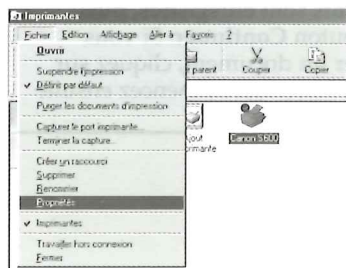 Imprimantes
Fichier Edition Affichage Aller à Favoris ?
Ouvrir
Suspendre l'impression
Définir par défaut
Purger les documents d'impression
Capturer le port imprimante...
Terminer la capture...
Créer un raccourci
Supprimer
Renommer
Propriétés
Imprimantes
Travailler hors connexion
Fermer
parent Couper Copier
Canon S600